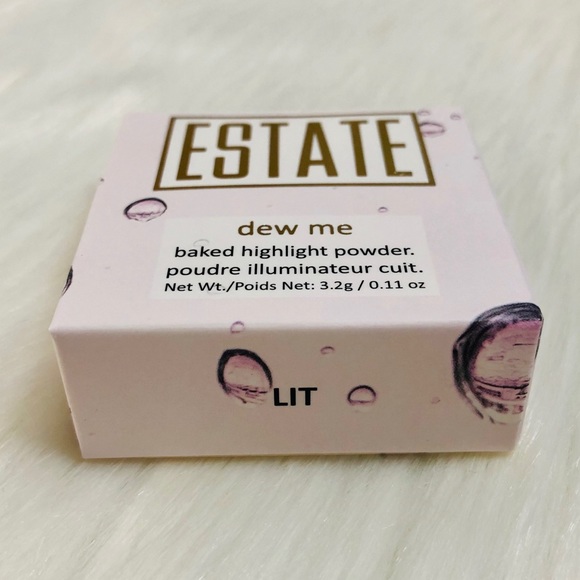 ESTATE
dew me
baked highlight powder.
poudre illuminateur cuit.
Net Wt./Poids Net: 3.2g / 0.11 oz
LIT